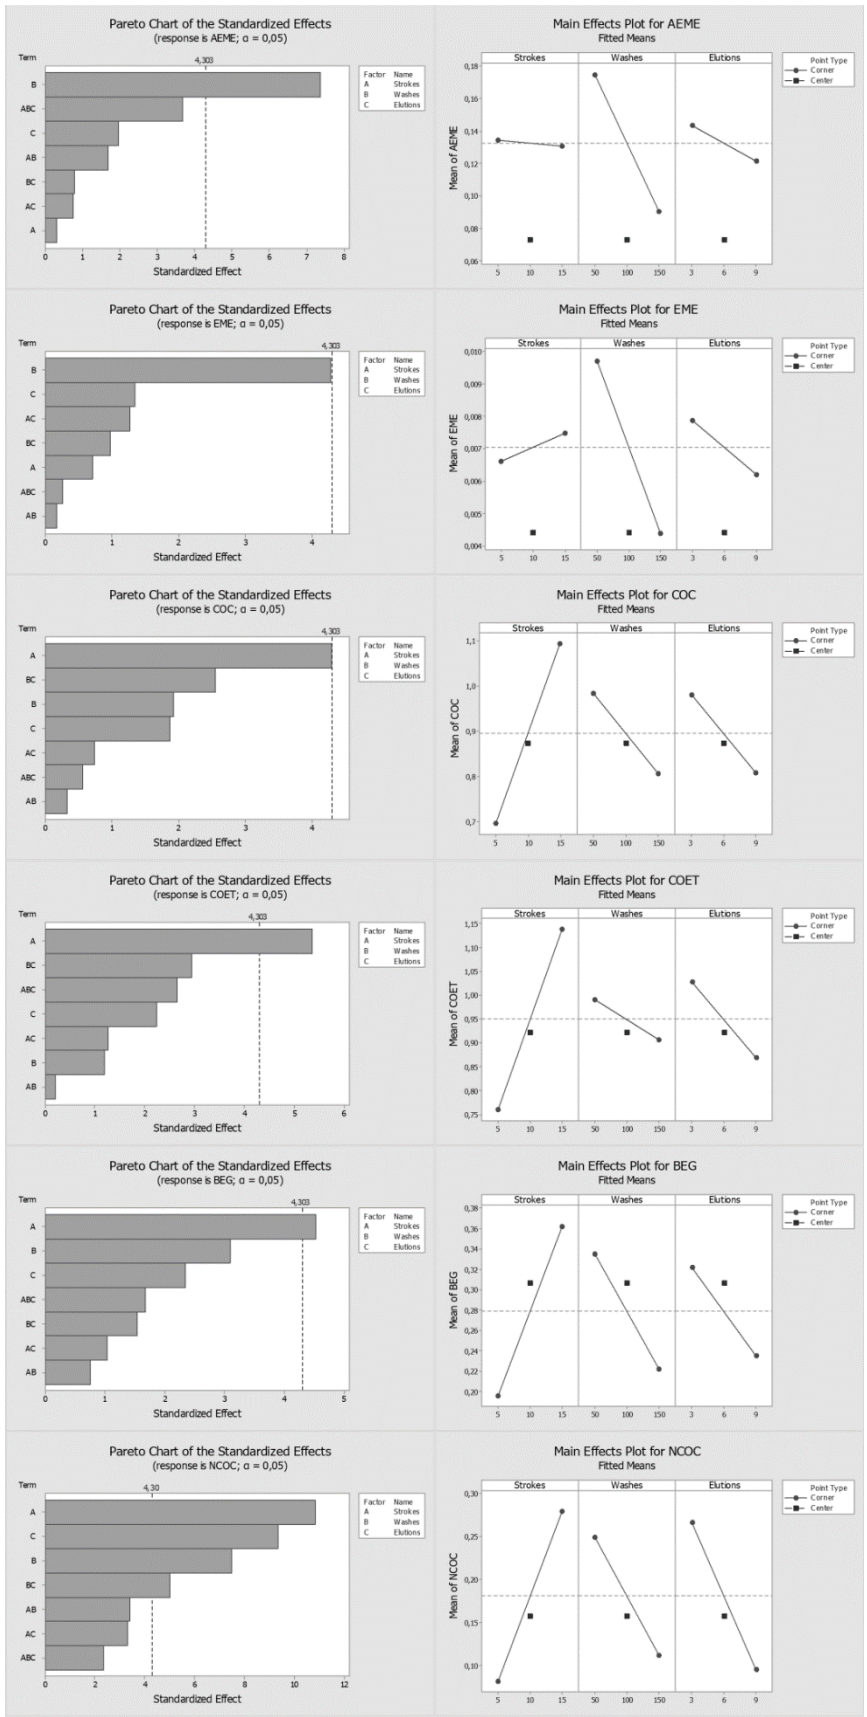 Pareto Chart of the Standardized Effects
(response is AEME; α = 0,05)
Term
4,303
B
ABC
C
AB
BC
AC
A
0 1 2 3 4 5 6 7 8
Standardized Effect
Factor Name
A Strokes
B Washes
C Elutions
Main Effects Plot for AEME
Fitted Means
Strokes Washes Elutions
Mean of AEME
0,18
0,16
0,14
0,12
0,10
0,08
0,06
5 10 15 50 100 150 3 6 9
Point Type
Corner
Center
Pareto Chart of the Standardized Effects
(response is EME; α = 0,05)
Term
4,303
B
C
AC
BC
A
ABC
AB
0 1 2 3 4
Standardized Effect
Factor Name
A Strokes
B Washes
C Elutions
Main Effects Plot for EME
Fitted Means
Strokes Washes Elutions
Mean of EME
0,010
0,009
0,008
0,007
0,006
0,005
0,004
5 10 15 50 100 150 3 6 9
Point Type
Corner
Center
Pareto Chart of the Standardized Effects
(response is COC; α = 0,05)
Term
4,303
A
BC
B
C
AC
ABC
AB
0 1 2 3 4
Standardized Effect
Factor Name
A Strokes
B Washes
C Elutions
Main Effects Plot for COC
Fitted Means
Strokes Washes Elutions
Mean of COC
1,1
1,0
0,9
0,8
0,7
5 10 15 50 100 150 3 6 9
Point Type
Corner
Center
Pareto Chart of the Standardized Effects
(response is COET; α = 0,05)
Term
4,303
A
BC
ABC
C
AC
B
AB
0 1 2 3 4 5 6
Standardized Effect
Factor Name
A Strokes
B Washes
C Elutions
Main Effects Plot for COET
Fitted Means
Strokes Washes Elutions
Mean of COET
1,15
1,10
1,05
1,00
0,95
0,90
0,85
0,80
0,75
5 10 15 50 100 150 3 6 9
Point Type
Corner
Center
Pareto Chart of the Standardized Effects
(response is BEG; α = 0,05)
Term
4,303
A
B
C
ABC
BC
AC
AB
0 1 2 3 4 5
Standardized Effect
Factor Name
A Strokes
B Washes
C Elutions
Main Effects Plot for BEG
Fitted Means
Strokes Washes Elutions
Mean of BEG
0,38
0,36
0,34
0,32
0,30
0,28
0,26
0,24
0,22
0,20
5 10 15 50 100 150 3 6 9
Point Type
Corner
Center
Pareto Chart of the Standardized Effects
(response is NCOC; α = 0,05)
Term
4,30
A
C
B
BC
AB
AC
ABC
0 2 4 6 8 10 12
Standardized Effect
Factor Name
A Strokes
B Washes
C Elutions
Main Effects Plot for NCOC
Fitted Means
Strokes Washes Elutions
Mean of NCOC
0,30
0,25
0,20
0,15
0,10
5 10 15 50 100 150 3 6 9
Point Type
Corner
Center